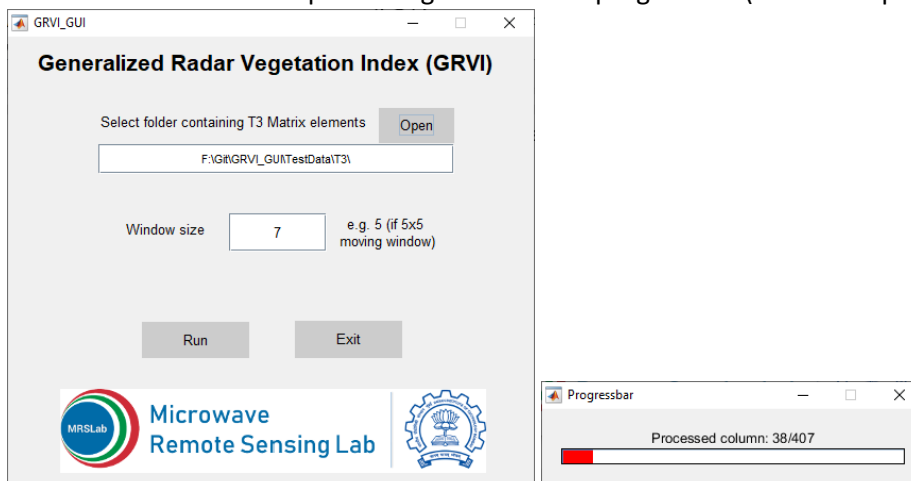 GRVI_GUI
Generalized Radar Vegetation Index (GRVI)
Select folder containing T3 Matrix elements
Open
F:\Git\GRVI_GUI\TestData\T3\
Window size
7
e.g. 5 (if 5x5
moving window)
Run
Exit
MRSLab
Microwave
Remote Sensing Lab
Progressbar
Processed column: 38/407